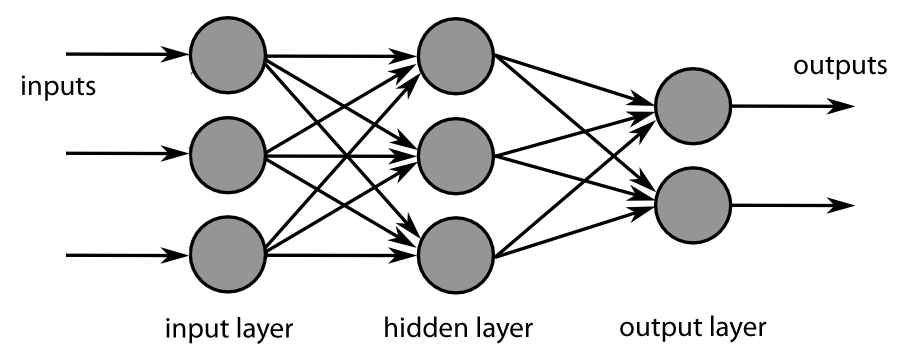 inputs
outputs
input layer
hidden layer
output layer